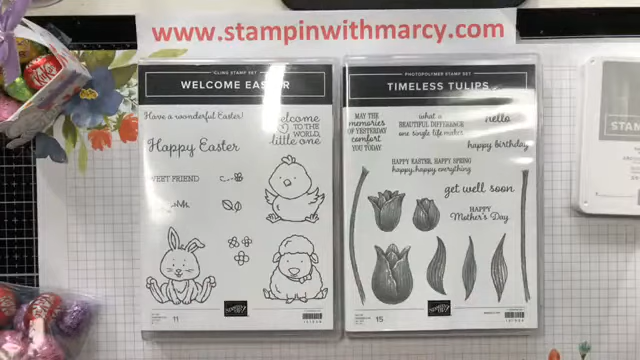 www.stampinwithmarcy.com
CLING STAMP SET
WELCOME EASTER
Have a wonderful Easter!
Welcome
TO THE
WORLD,
little one
Happy Easter
SWEET FRIEND
11
PHOTOPOLYMER STAMP SET
TIMELESS TULIPS
MAY THE
memories
OF YESTERDAY
comfort
YOU TODAY
what a
BEAUTIFUL DIFFERENCE
one single life makes
hello
happy birthday
HAPPY EASTER, HAPPY SPRING
happy, happy everything
get well soon
HAPPY
Mother's Day
15
KitKat
STAMPIN